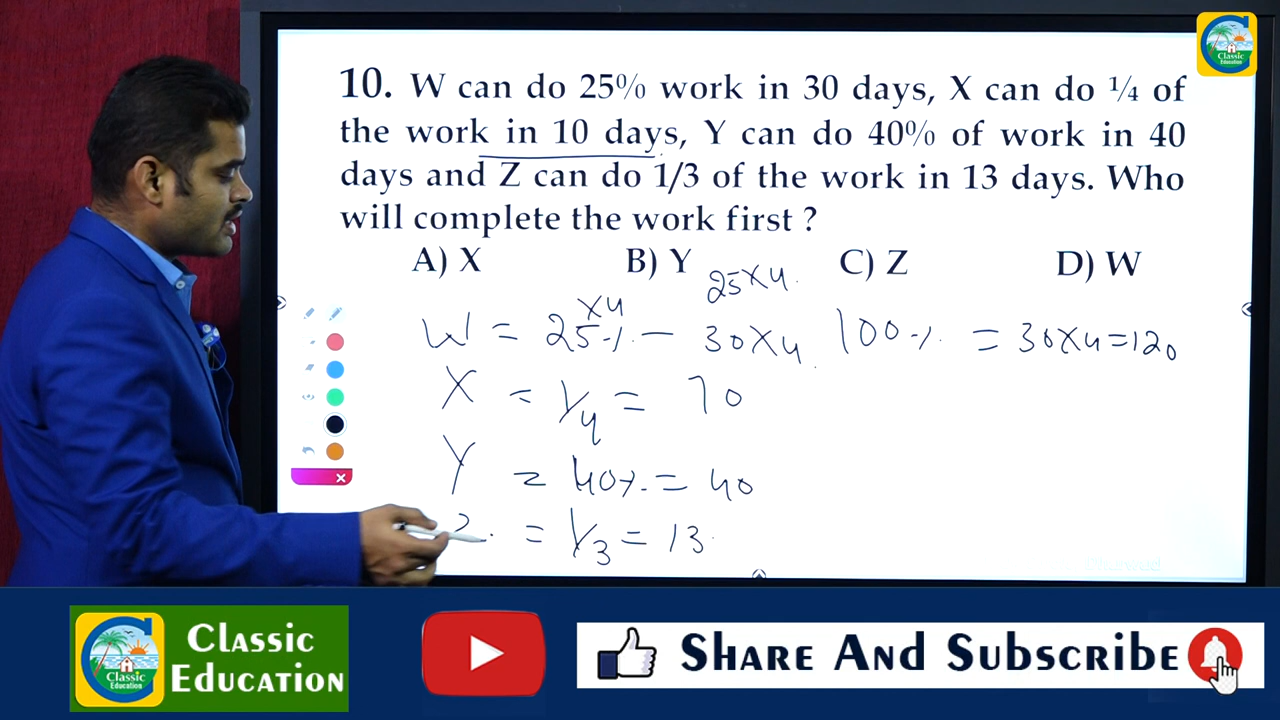 Classic
Education
10. W can do 25% work in 30 days, X can do ¼ of
the work in 10 days, Y can do 40% of work in 40
days and Z can do 1/3 of the work in 13 days. Who
will complete the work first ?
A) X B) Y C) Z D) W
25×4
×4
W = 25% — 30×4 100% = 30×4=120
X = 1/4 = 10
Y = 40% = 40
Z = 1/3 = 13
Dharwad
Classic
Education
CLASSIC
EDUCATION
SHARE AND SUBSCRIBE